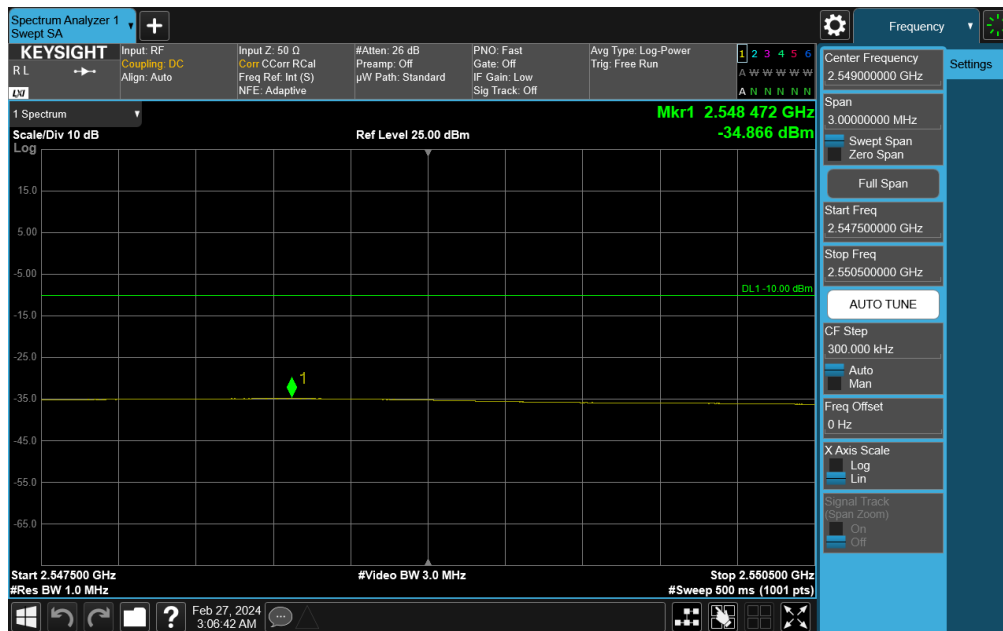 Spectrum Analyzer 1
Swept SA
Frequency
KEYSIGHT
R L
LXI
Input: RF
Coupling: DC
Align: Auto
Input Z: 50 Ω
Corr CCorr RCal
Freq Ref: Int (S)
NFE: Adaptive
#Atten: 26 dB
Preamp: Off
µW Path: Standard
PNO: Fast
Gate: Off
IF Gain: Low
Sig Track: Off
Avg Type: Log-Power
Trig: Free Run
1 2 3 4 5 6
A W W W W W
A N N N N N
1 Spectrum
Mkr1 2.548 472 GHz
-34.866 dBm
Scale/Div 10 dB
Ref Level 25.00 dBm
Log
15.0
5.00
-5.00
DL1 -10.00 dBm
-15.0
-25.0
1
-35.0
-45.0
-55.0
-65.0
Start 2.547500 GHz
#Video BW 3.0 MHz
Stop 2.550500 GHz
#Res BW 1.0 MHz
#Sweep 500 ms (1001 pts)
Center Frequency
2.549000000 GHz
Settings
Span
3.00000000 MHz
Swept Span
Zero Span
Full Span
Start Freq
2.547500000 GHz
Stop Freq
2.550500000 GHz
AUTO TUNE
CF Step
300.000 kHz
Auto
Man
Freq Offset
0 Hz
X Axis Scale
Log
Lin
Signal Track
(Span Zoom)
On
Off
?
Feb 27, 2024
3:06:42 AM